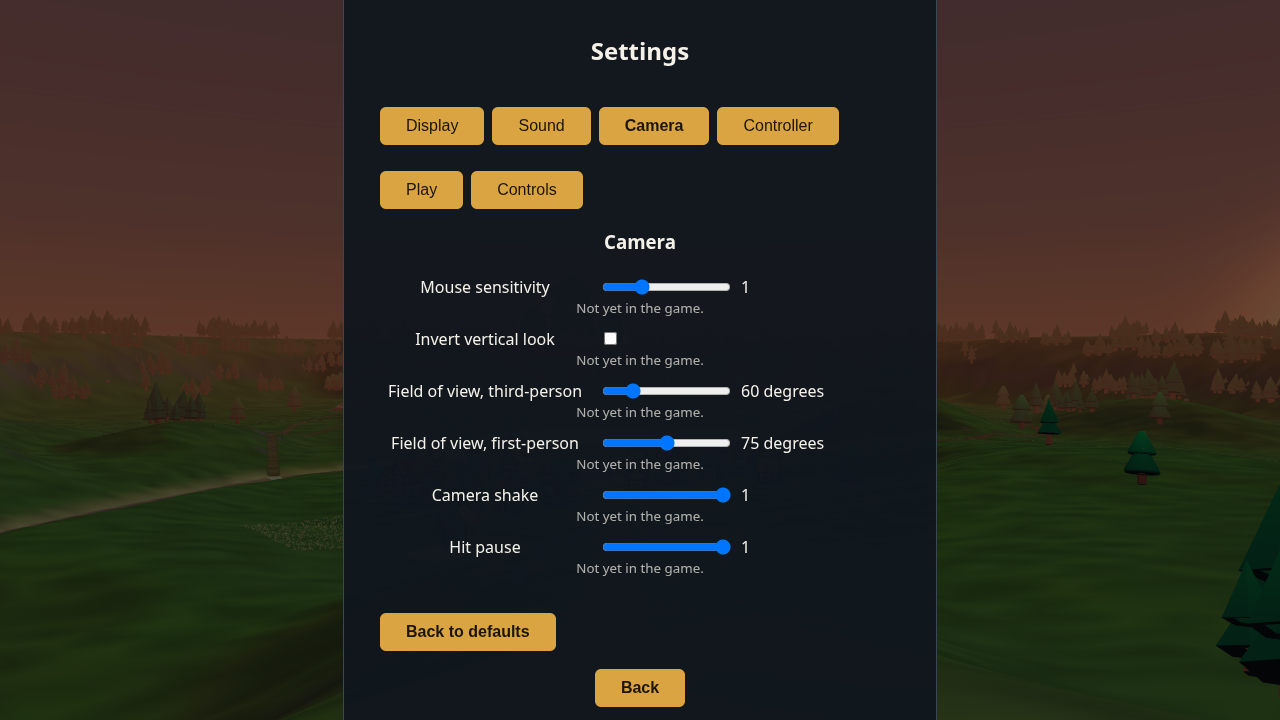 Settings
Display Sound Camera Controller
Play Controls
Camera
Mouse sensitivity 1
Not yet in the game.
Invert vertical look
Not yet in the game.
Field of view, third-person 60 degrees
Not yet in the game.
Field of view, first-person 75 degrees
Not yet in the game.
Camera shake 1
Not yet in the game.
Hit pause 1
Not yet in the game.
Back to defaults
Back